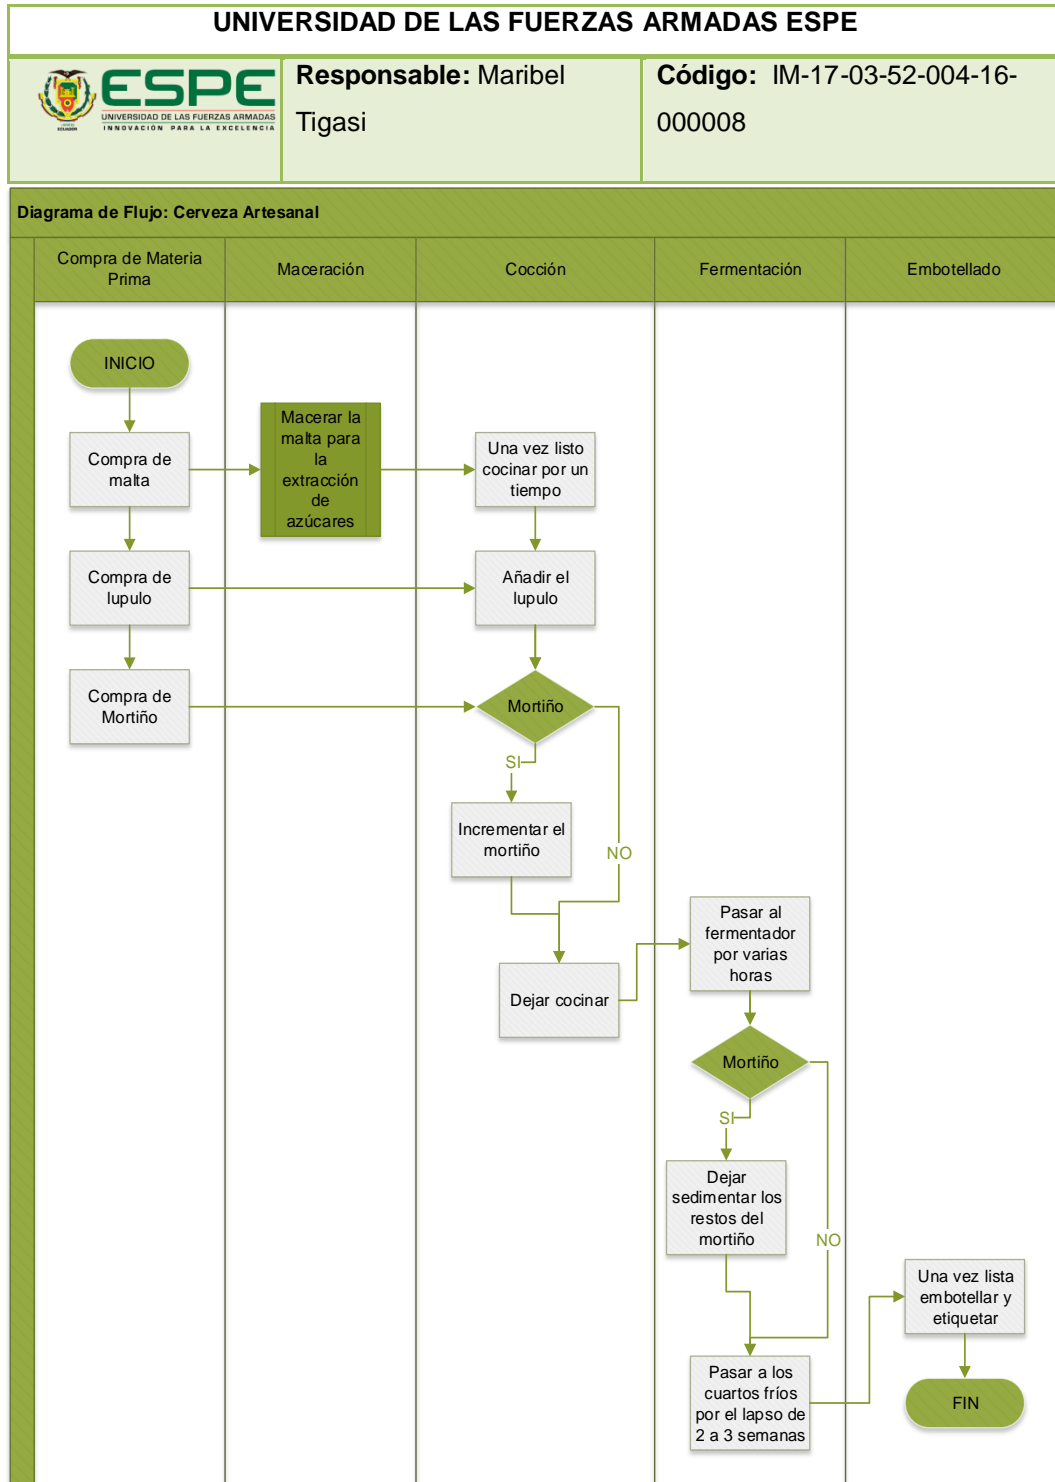 UNIVERSIDAD DE LAS FUERZAS ARMADAS ESPE
ESPE
UNIVERSIDAD DE LAS FUERZAS ARMADAS
INNOVACIÓN PARA LA EXCELENCIA
ECUADOR
Responsable: Maribel
Tigasi
Código: IM-17-03-52-004-16-
000008
Diagrama de Flujo: Cerveza Artesanal
Compra de Materia
Prima
Maceración
Cocción
Fermentación
Embotellado
INICIO
Compra de
malta
Macerar la
malta para
la
extracción
de
azúcares
Una vez listo
cocinar por un
tiempo
Compra de
lupulo
Añadir el
lupulo
Compra de
Mortiño
Mortiño
SI
Incrementar el
mortiño
NO
Dejar cocinar
Pasar al
fermentador
por varias
horas
Mortiño
SI
Dejar
sedimentar los
restos del
mortiño
NO
Pasar a los
cuartos fríos
por el lapso de
2 a 3 semanas
Una vez lista
embotellar y
etiquetar
FIN